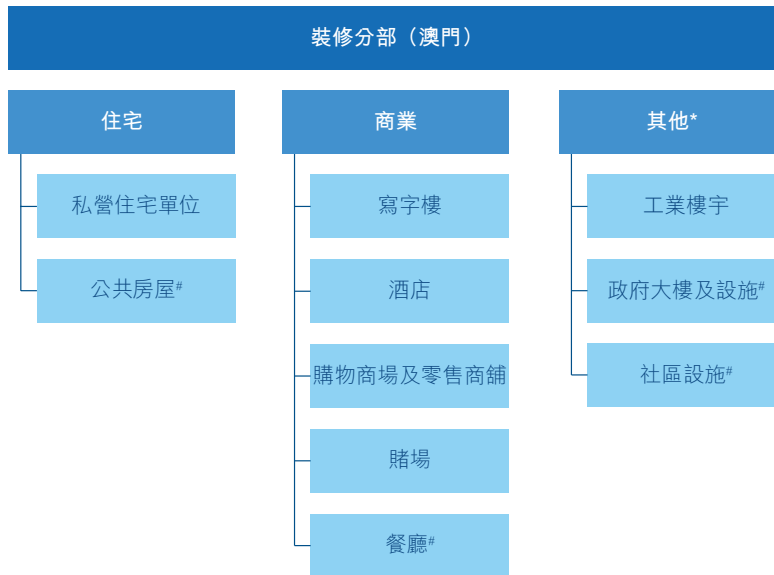 裝修分部（澳門）
住宅
私營住宅單位
公共房屋#
商業
寫字樓
酒店
購物商場及零售商舖
賭場
餐廳#
其他*
工業樓宇
政府大樓及設施#
社區設施#